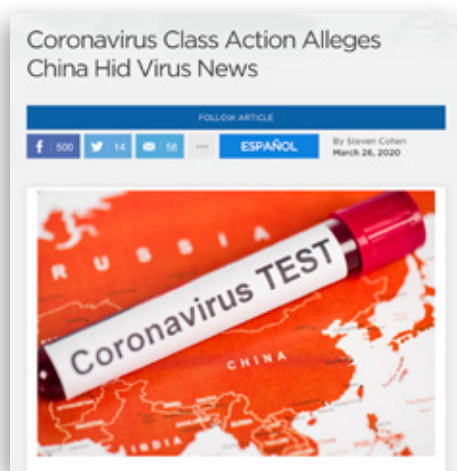 Coronavirus Class Action Alleges
China Hid Virus News
FOLLOW ARTICLE
f 500 14 58 ... ESPAÑOL
By Steven Cohen
March 26, 2020
RUSSIA
Coronavirus TEST
CHINA
INDIA